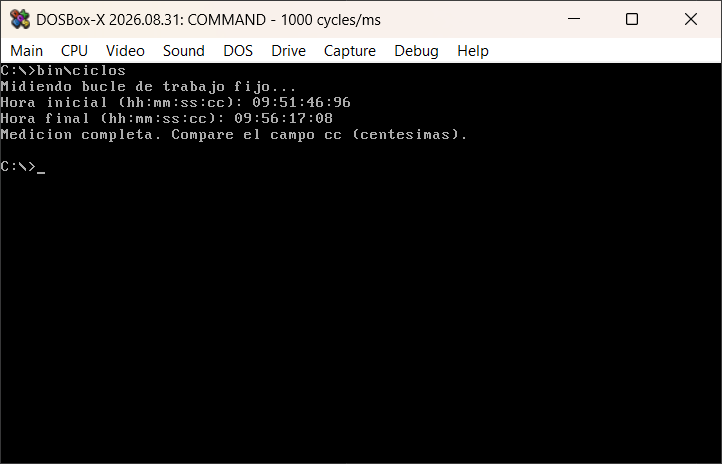 DOSBox-X 2026.08.31: COMMAND - 1000 cycles/ms
Main CPU Video Sound DOS Drive Capture Debug Help
C:\>bin\ciclos
Midiendo bucle de trabajo fijo...
Hora inicial (hh:mm:ss:cc): 09:51:46:96
Hora final (hh:mm:ss:cc): 09:56:17:08
Medicion completa. Compare el campo cc (centesimas).
C:\>_